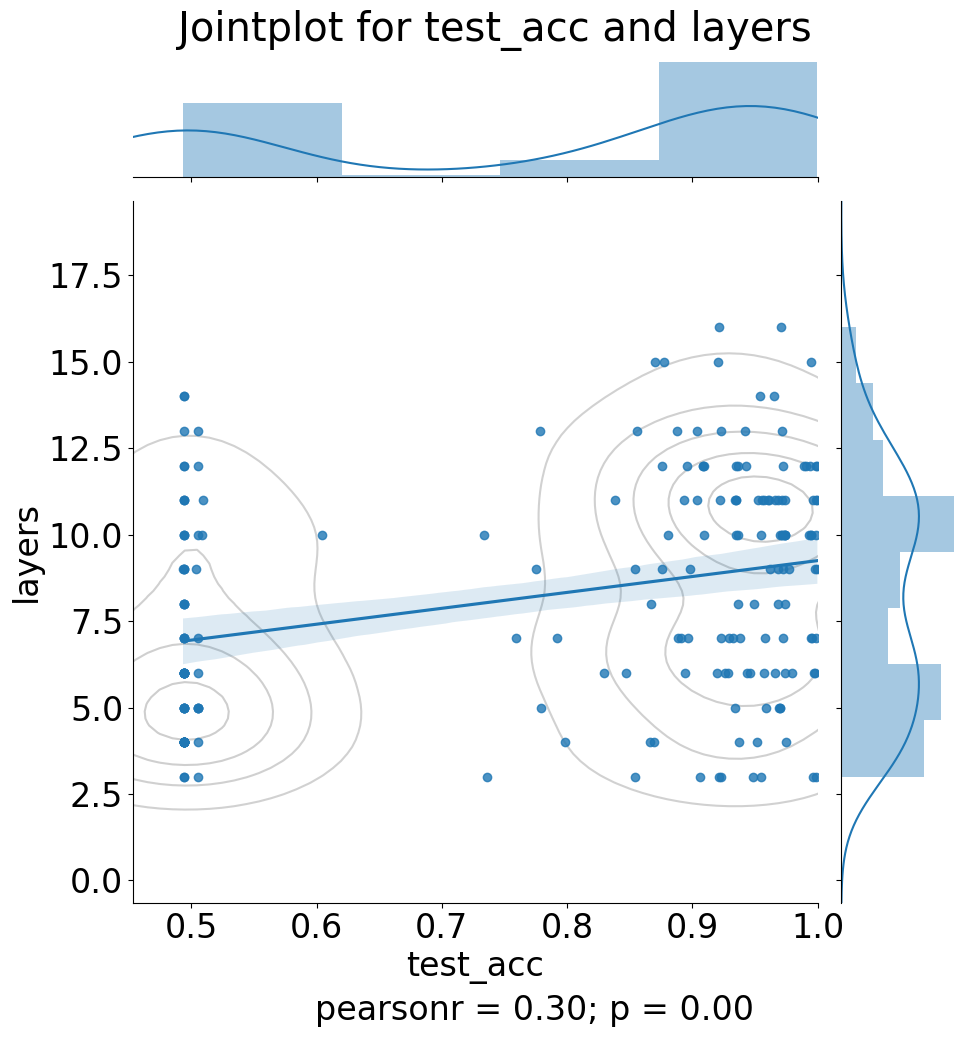 Jointplot for test_acc and layers
17.5
15.0
12.5
10.0
7.5
5.0
2.5
0.0
layers
0.5 0.6 0.7 0.8 0.9 1.0
test_acc
pearsonr = 0.30; p = 0.00